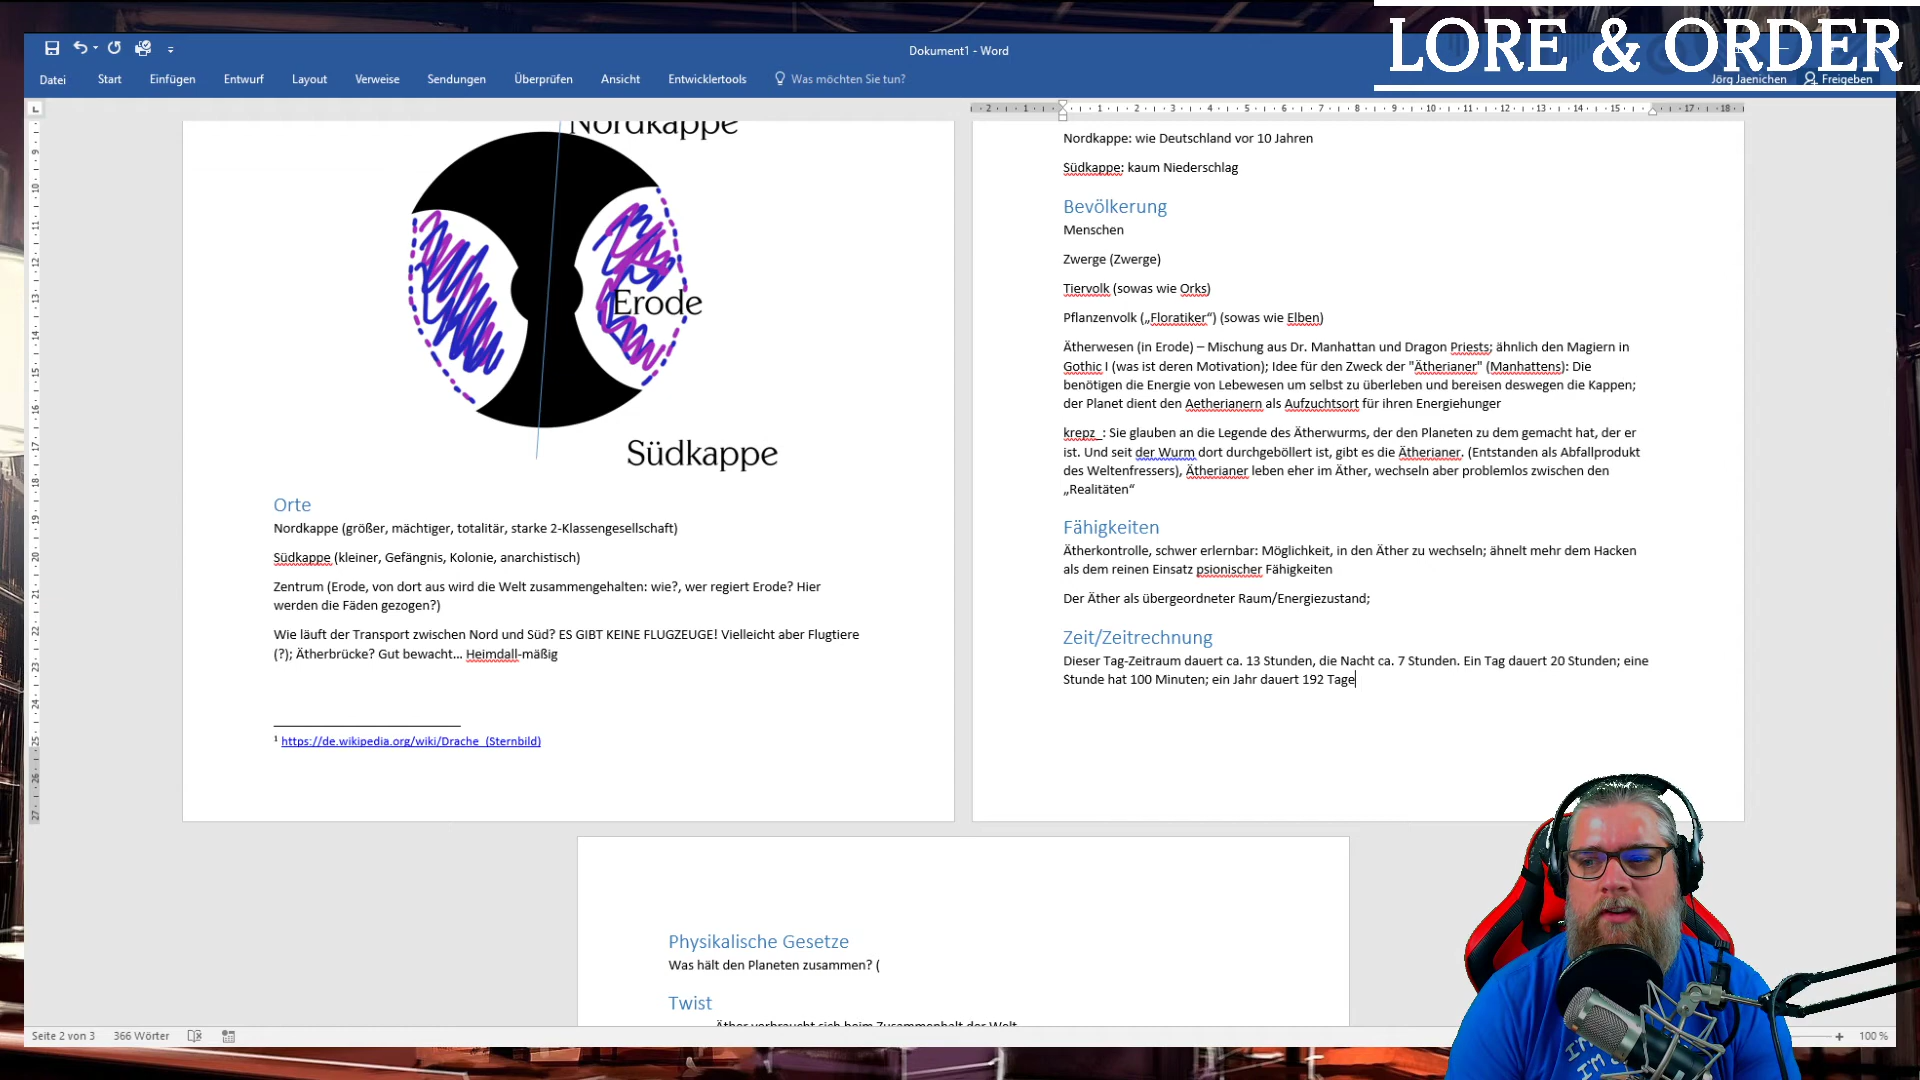 LORE & ORDER
Dokument1 - Word
Jörg Jaenichen
Freigeben
Datei Start Einfügen Entwurf Layout Verweise Sendungen Überprüfen Ansicht Entwicklertools Was möchten Sie tun?
Nordkappe
Erode
Südkappe
Orte
Nordkappe (größer, mächtiger, totalitär, starke 2-Klassengesellschaft)
Südkappe (kleiner, Gefängnis, Kolonie, anarchistisch)
Zentrum (Erode, von dort aus wird die Welt zusammengehalten: wie?, wer regiert Erode? Hier
werden die Fäden gezogen?)
Wie läuft der Transport zwischen Nord und Süd? ES GIBT KEINE FLUGZEUGE! Vielleicht aber Flugtiere
(?); Ätherbrücke? Gut bewacht… Heimdall-mäßig
1 https://de.wikipedia.org/wiki/Drache_(Sternbild)
Nordkappe: wie Deutschland vor 10 Jahren
Südkappe: kaum Niederschlag
Bevölkerung
Menschen
Zwerge (Zwerge)
Tiervolk (sowas wie Orks)
Pflanzenvolk („Floratiker“) (sowas wie Elben)
Ätherwesen (in Erode) – Mischung aus Dr. Manhattan und Dragon Priests; ähnlich den Magiern in
Gothic I (was ist deren Motivation); Idee für den Zweck der "Ätherianer" (Manhattens): Die
benötigen die Energie von Lebewesen um selbst zu überleben und bereisen deswegen die Kappen;
der Planet dient den Aetherianern als Aufzuchtsort für ihren Energiehunger
krepz_: Sie glauben an die Legende des Ätherwurms, der den Planeten zu dem gemacht hat, der er
ist. Und seit der Wurm dort durchgeböllert ist, gibt es die Ätherianer. (Entstanden als Abfallprodukt
des Weltenfressers), Ätherianer leben eher im Äther, wechseln aber problemlos zwischen den
„Realitäten“
Fähigkeiten
Ätherkontrolle, schwer erlernbar: Möglichkeit, in den Äther zu wechseln; ähnelt mehr dem Hacken
als dem reinen Einsatz psionischer Fähigkeiten
Der Äther als übergeordneter Raum/Energiezustand;
Zeit/Zeitrechnung
Dieser Tag-Zeitraum dauert ca. 13 Stunden, die Nacht ca. 7 Stunden. Ein Tag dauert 20 Stunden; eine
Stunde hat 100 Minuten; ein Jahr dauert 192 Tage
Physikalische Gesetze
Was hält den Planeten zusammen? (
Twist
Äther verbraucht sich beim Zusammenhalt der Welt
Seite 2 von 3 366 Wörter
100 %